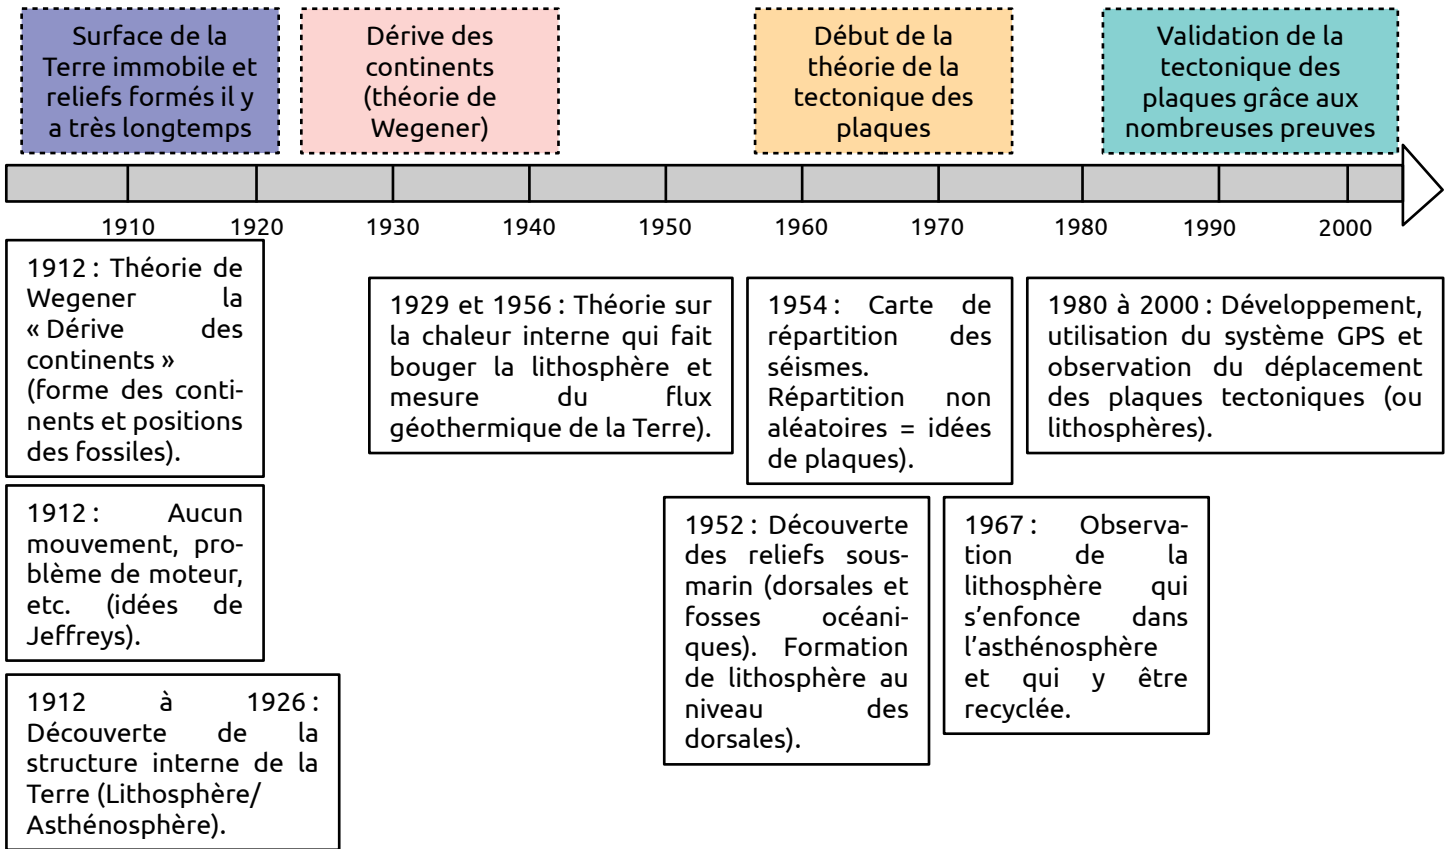 Surface de la
Terre immobile et
reliefs formés il y
a très longtemps
Dérive des
continents
(théorie de
Wegener)
Début de la
théorie de la
tectonique des
plaques
Validation de la
tectonique des
plaques grâce aux
nombreuses preuves
1910 1920 1930 1940 1950 1960 1970 1980 1990 2000
1912 : Théorie de
Wegener la
« Dérive des
continents »
(forme des conti-
nents et positions
des fossiles).
1912 : Aucun
mouvement, pro-
blème de moteur,
etc. (idées de
Jeffreys).
1912 à 1926 :
Découverte de la
structure interne de la
Terre (Lithosphère/
Asthénosphère).
1929 et 1956 : Théorie sur
la chaleur interne qui fait
bouger la lithosphère et
mesure du flux
géothermique de la Terre).
1954 : Carte de
répartition des
séismes.
Répartition non
aléatoires = idées
de plaques).
1952 : Découverte
des reliefs sous-
marin (dorsales et
fosses océani-
ques). Formation
de lithosphère au
niveau des
dorsales).
1967 : Observa-
tion de la
lithosphère qui
s’enfonce dans
l’asthénosphère
et qui y être
recyclée.
1980 à 2000 : Développement,
utilisation du système GPS et
observation du déplacement
des plaques tectoniques (ou
lithosphères).